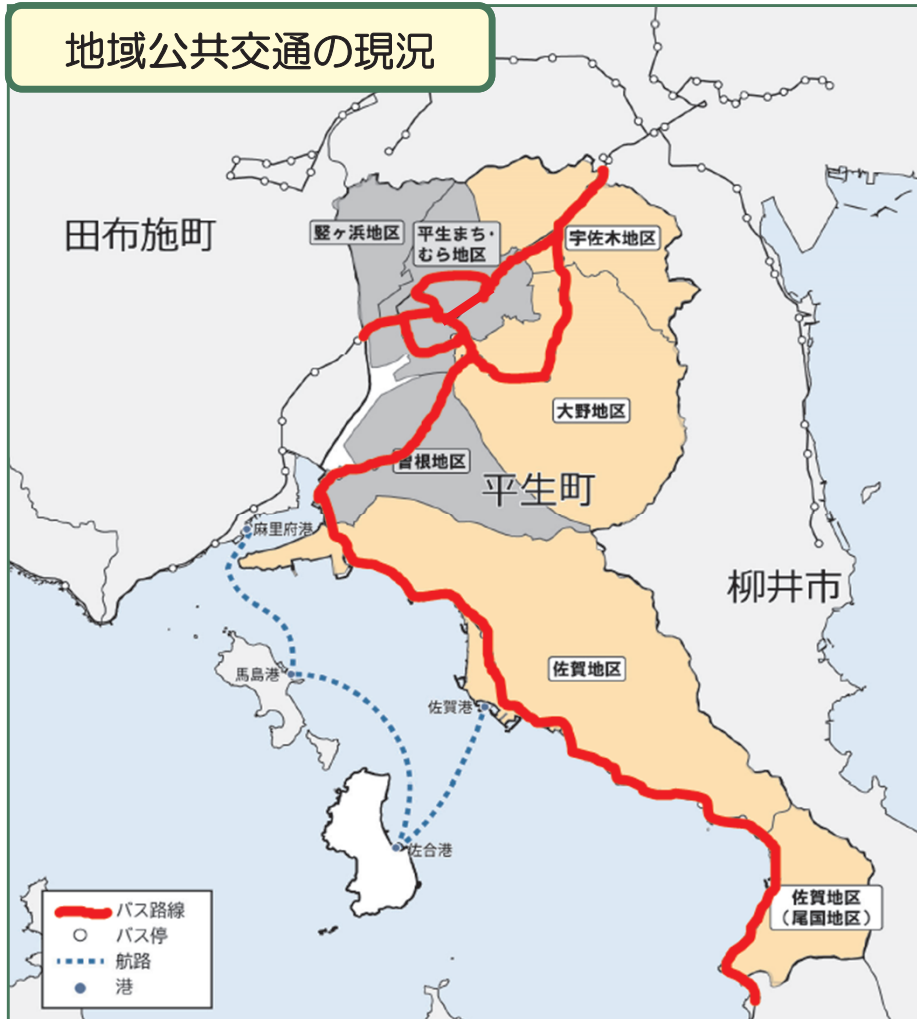 地域公共交通の現況
田布施町
竪ヶ浜地区
平生まち・
むら地区
宇佐木地区
大野地区
曽根地区
平生町
麻里府港
柳井市
馬島港
佐賀地区
佐賀港
佐合港
佐賀地区
（尾国地区）
バス路線
バス停
航路
港